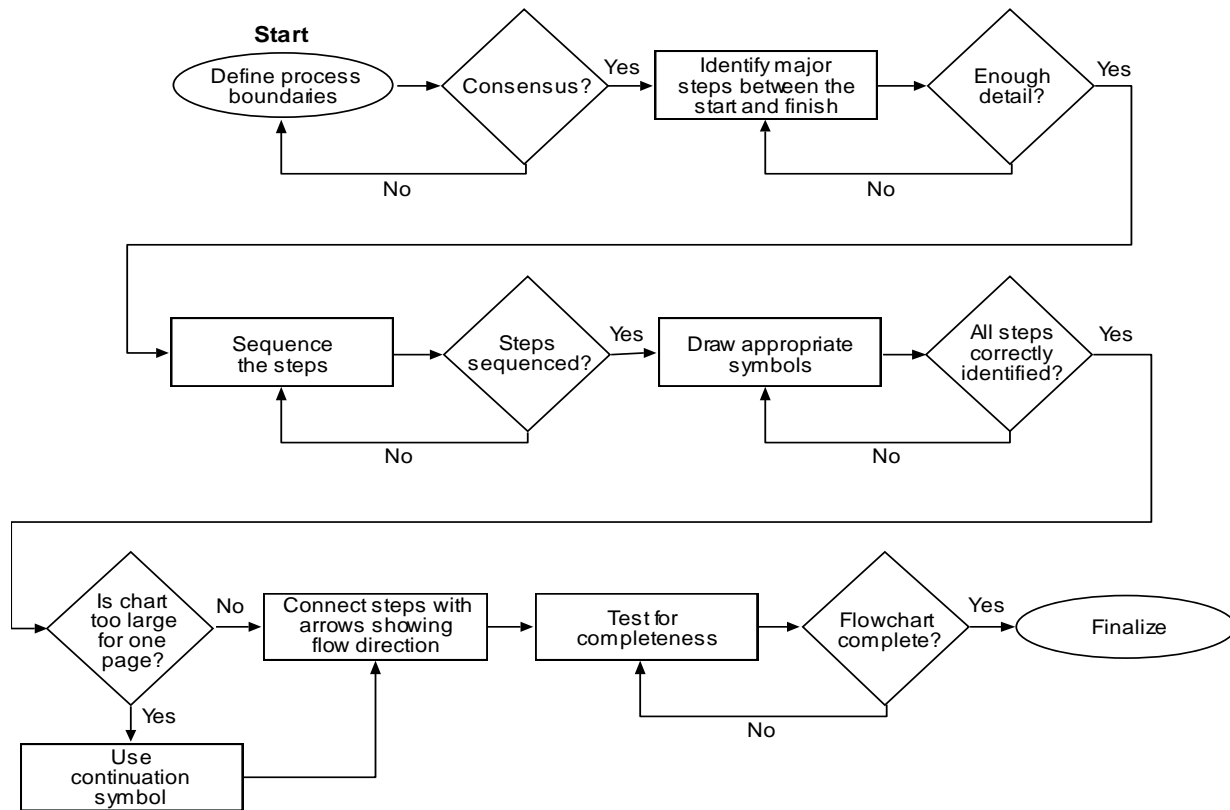 Start
Define process
boundaries
Consensus?
Yes
Identify major
steps between the
start and finish
Enough
detail?
Yes
No
No
Sequence
the steps
Steps
sequenced?
Yes
Draw appropriate
symbols
All steps
correctly
identified?
Yes
No
No
Is chart
too large
for one
page?
No
Connect steps with
arrows showing
flow direction
Test for
completeness
Flowchart
complete?
Yes
Finalize
Yes
No
Use
continuation
symbol